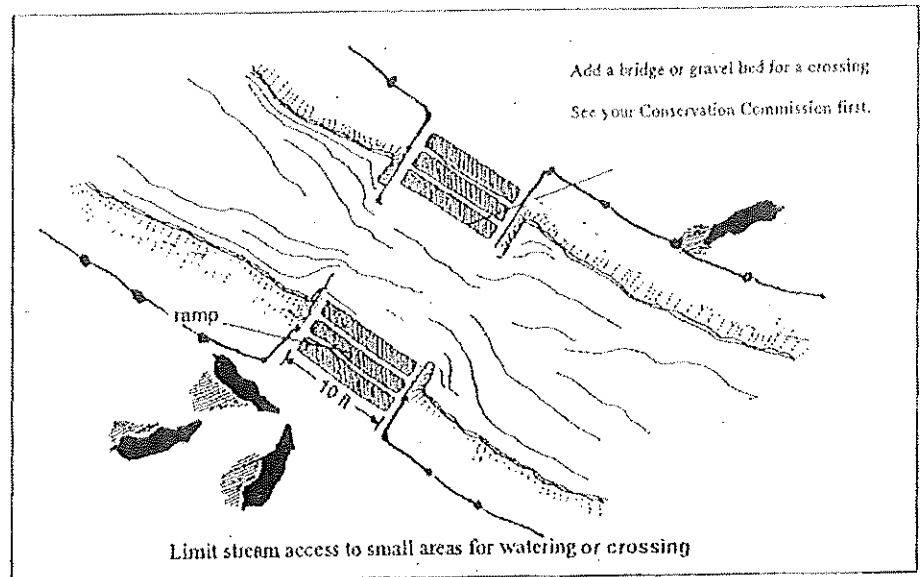 Add a bridge or gravel bed for a crossing
See your Conservation Commission first.
ramp
10 ft
Limit stream access to small areas for watering or crossing